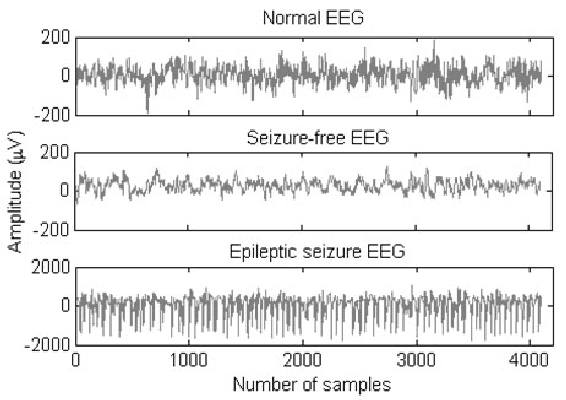 Normal EEG
200
0
-200
Seizure-free EEG
200
0
-200
Amplitude (μV)
Epileptic seizure EEG
2000
0
-2000
0 1000 2000 3000 4000
Number of samples